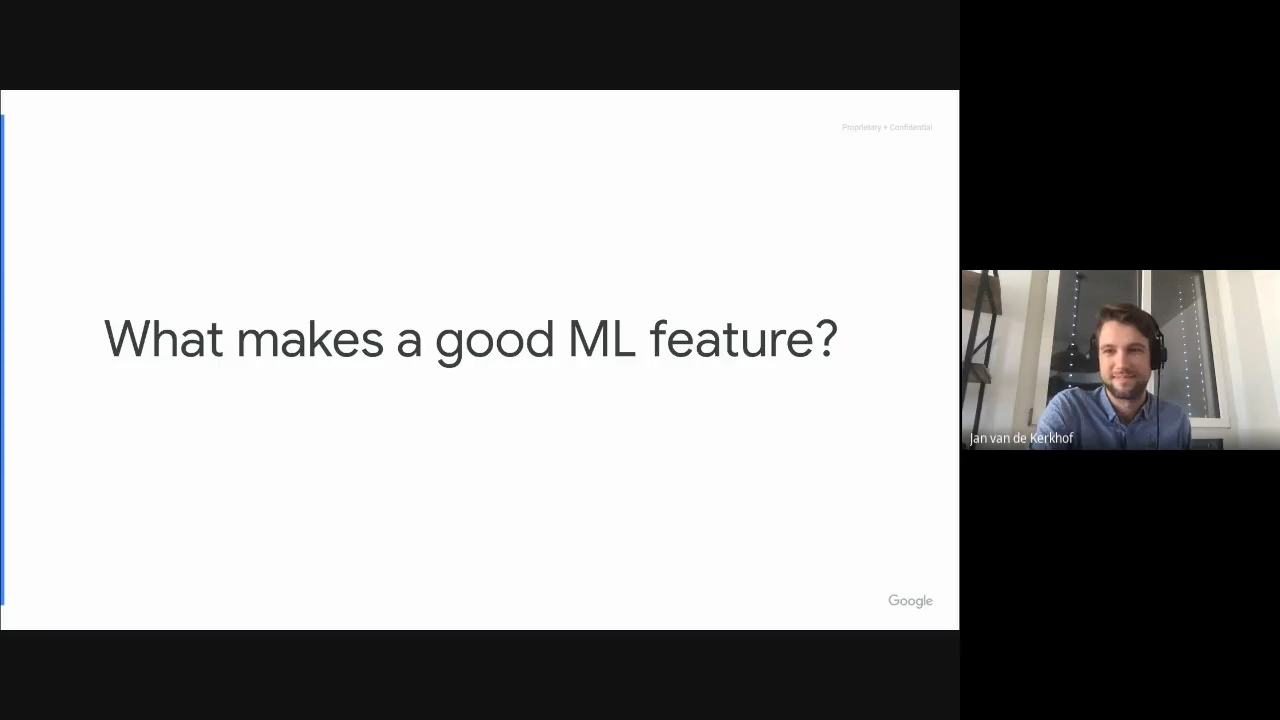 Proprietary + Confidential
What makes a good ML feature?
Jan van de Kerkhof
Google